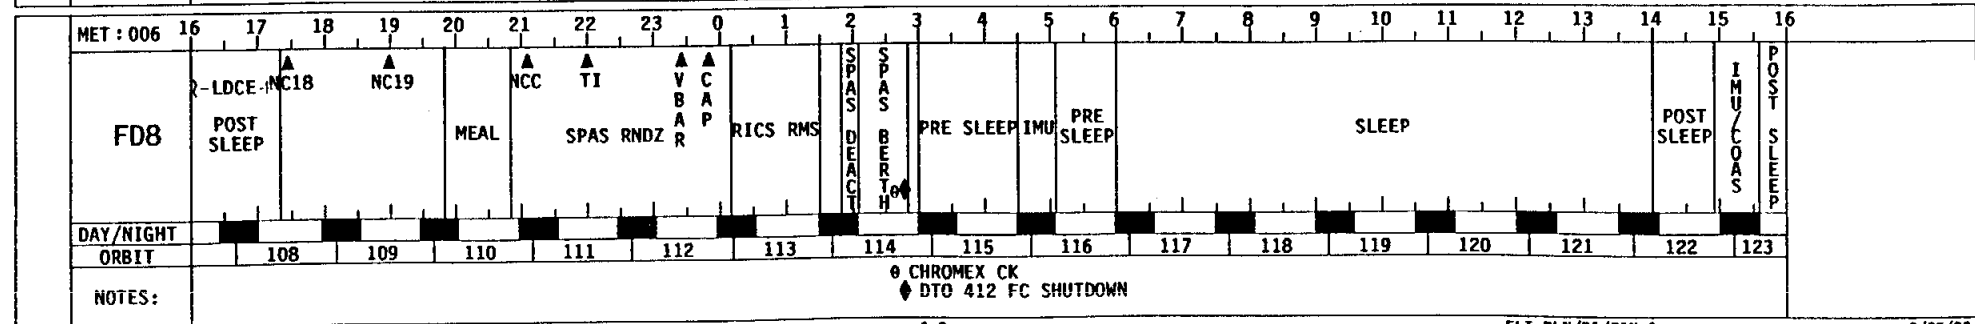 MET : 006 16 17 18 19 20 21 22 23 0 1 2 3 4 5 6 7 8 9 10 11 12 13 14 15 16
FD8
R-LDCE-
NC18
NC19
NCC
TI
VBAR
CAP
POST SLEEP
MEAL
SPAS RNDZ
RICS RMS
SPAS DEACT
SPAS BERTH
θ
PRE SLEEP
IMU
PRE SLEEP
SLEEP
POST SLEEP
IMU/COAS
POST SLEEP
DAY/NIGHT
ORBIT 108 109 110 111 112 113 114 115 116 117 118 119 120 121 122 123
NOTES:
θ CHROMEX CK
♦ DTO 412 FC SHUTDOWN